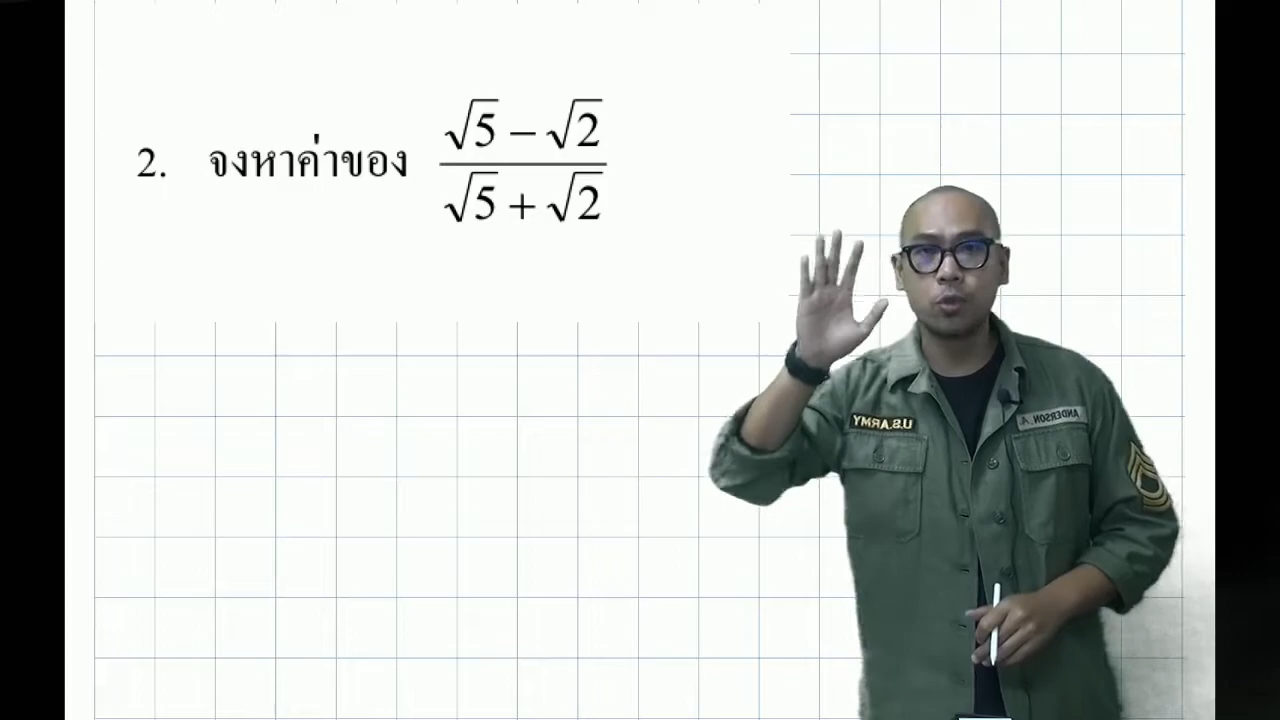 2. จงหาค่าของ (√5 − √2)/(√5 + √2)
U.S.ARMY
ANDERSON. A